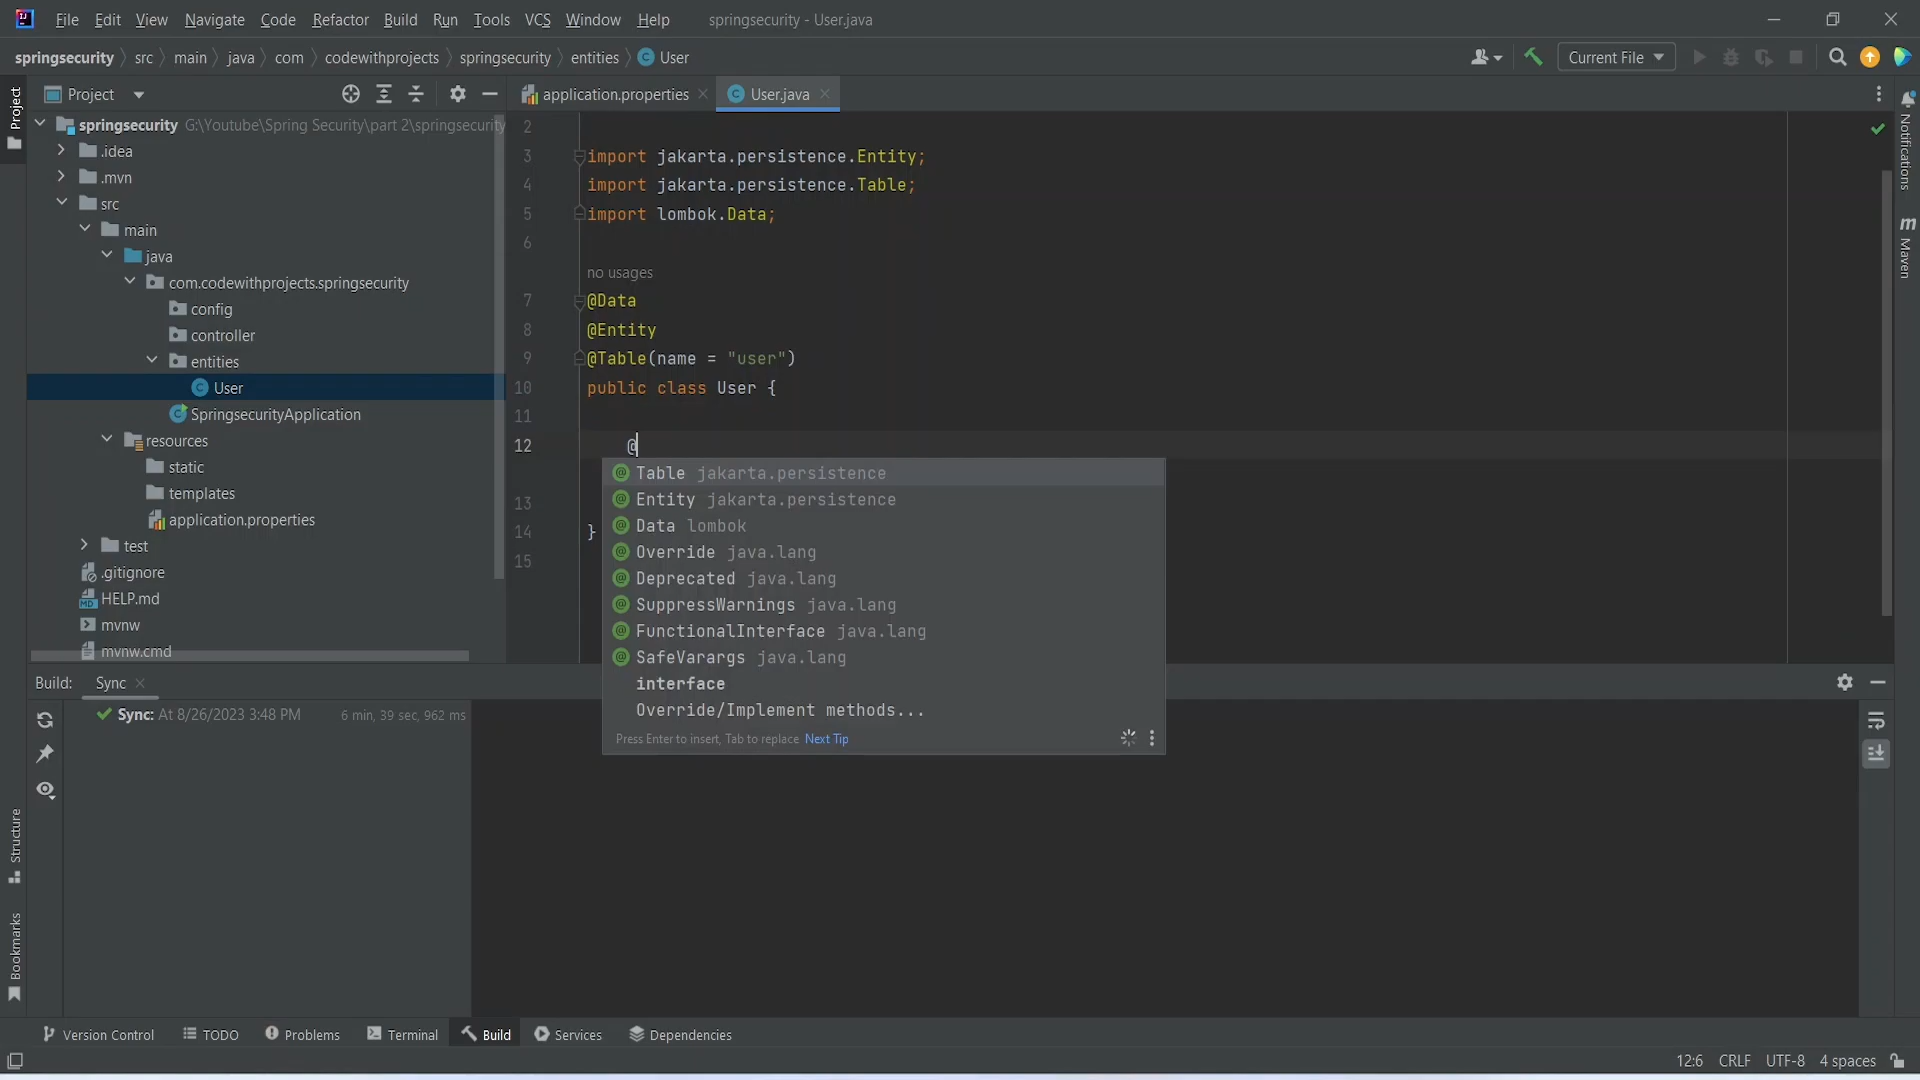 File Edit View Navigate Code Refactor Build Run Tools VCS Window Help springsecurity - User.java
springsecurity src main java com codewithprojects springsecurity entities User Current File
Project application.properties User.java
Project
springsecurity G:\Youtube\Spring Security\part 2\springsecurity
.idea
.mvn
src
main
java
com.codewithprojects.springsecurity
config
controller
entities
User
SpringsecurityApplication
resources
static
templates
application.properties
test
.gitignore
HELP.md
mvnw
mvnw.cmd
2
3 import jakarta.persistence.Entity;
4 import jakarta.persistence.Table;
5 import lombok.Data;
6
no usages
7 @Data
8 @Entity
9 @Table(name = "user")
10 public class User {
11
12 @
13
14 }
15
Table jakarta.persistence
Entity jakarta.persistence
Data lombok
Override java.lang
Deprecated java.lang
SuppressWarnings java.lang
FunctionalInterface java.lang
SafeVarargs java.lang
interface
Override/Implement methods...
Press Enter to insert, Tab to replace Next Tip
Notifications
m
Maven
Build: Sync
Sync: At 8/26/2023 3:48 PM 6 min, 39 sec, 962 ms
Structure
Bookmarks
Version Control TODO Problems Terminal Build Services Dependencies
12:6 CRLF UTF-8 4 spaces